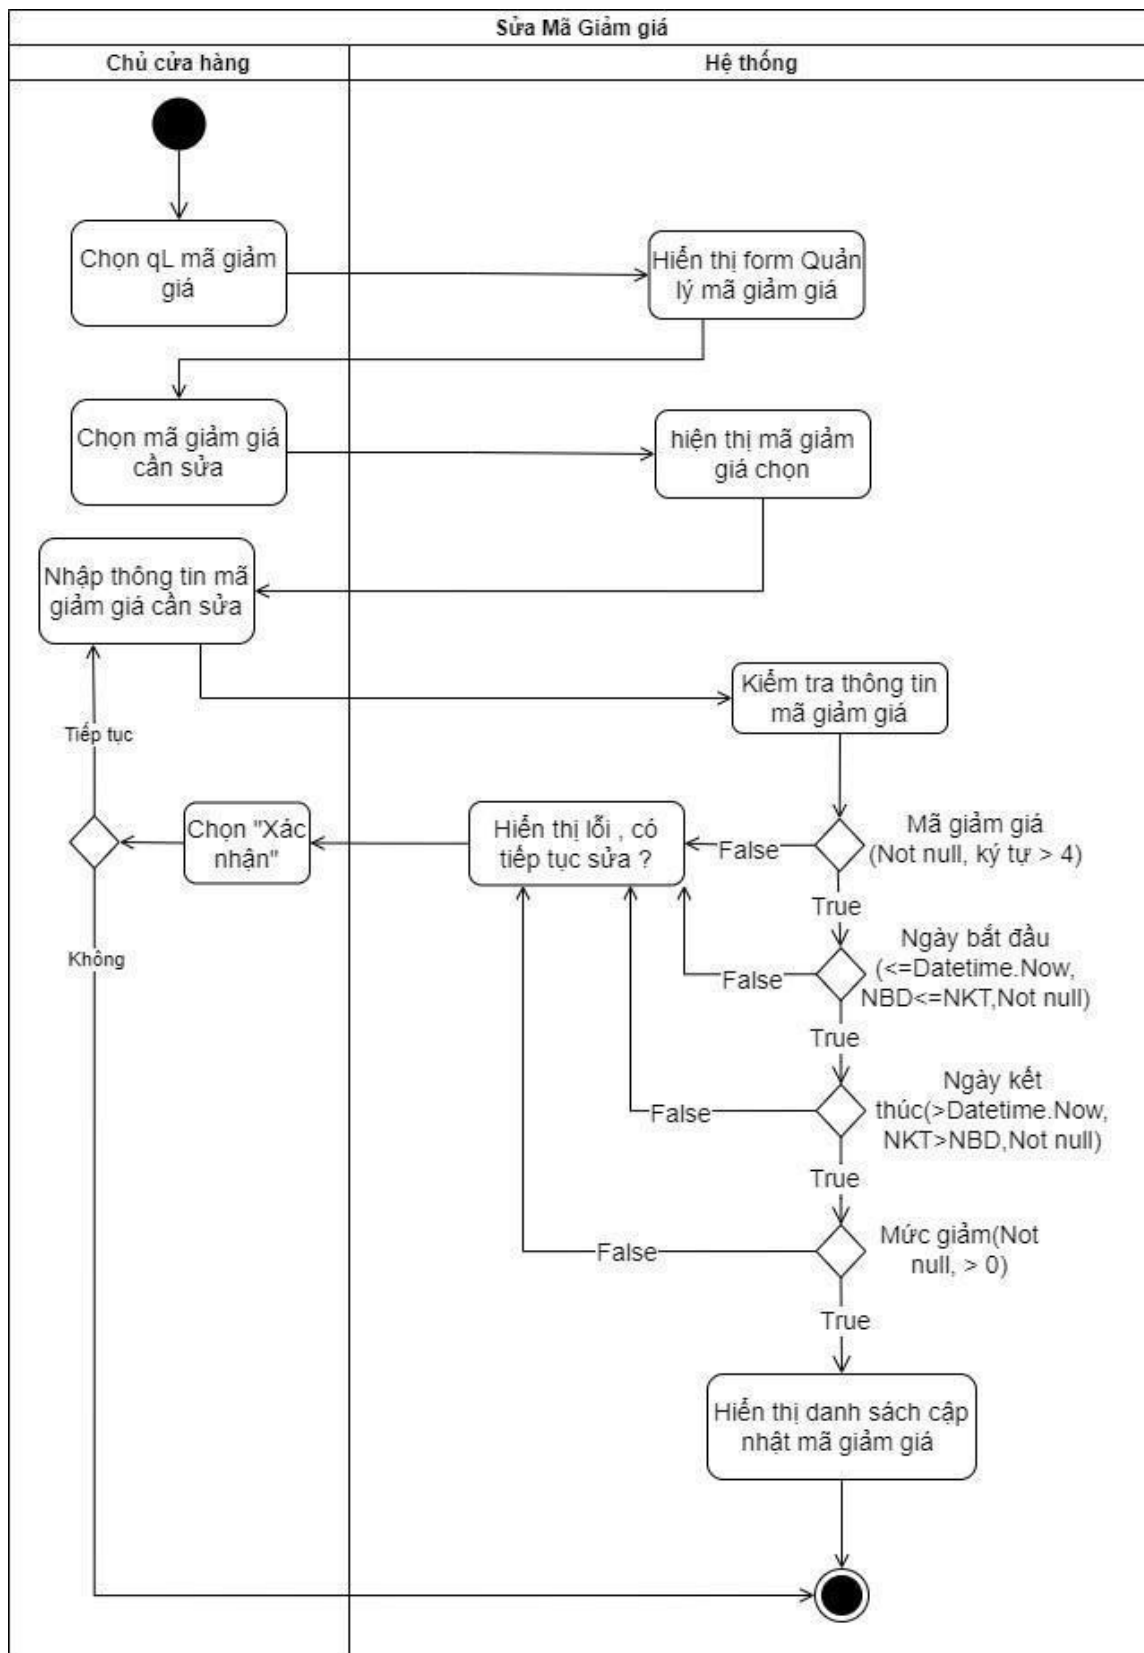 Sửa Mã Giảm giá
Chủ cửa hàng
Hệ thống
Chọn qL mã giảm
giá
Hiển thị form Quản
lý mã giảm giá
Chọn mã giảm giá
cần sửa
hiện thị mã giảm
giá chọn
Nhập thông tin mã
giảm giá cần sửa
Kiểm tra thông tin
mã giảm giá
Tiếp tục
Chọn "Xác
nhận"
Hiển thị lỗi , có
tiếp tục sửa ?
False
Mã giảm giá
(Not null, ký tự > 4)
True
Không
False
Ngày bắt đầu
(<=Datetime.Now,
NBD<=NKT,Not null)
True
False
Ngày kết
thúc(>Datetime.Now,
NKT>NBD,Not null)
True
False
Mức giảm(Not
null, > 0)
True
Hiển thị danh sách cập
nhật mã giảm giá